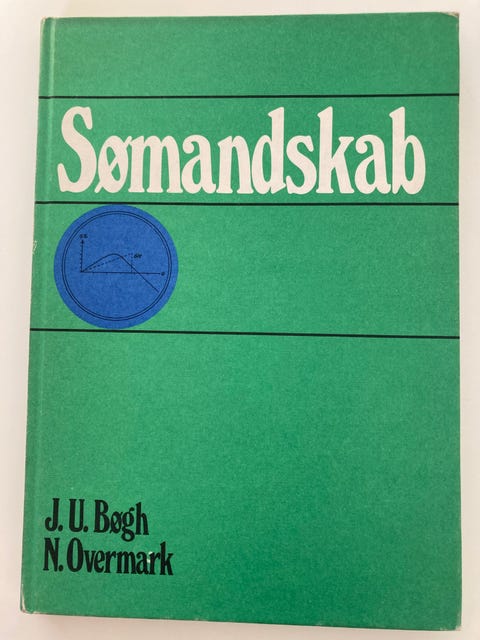 Sømandskab
J. U. Bøgh
N. Overmark